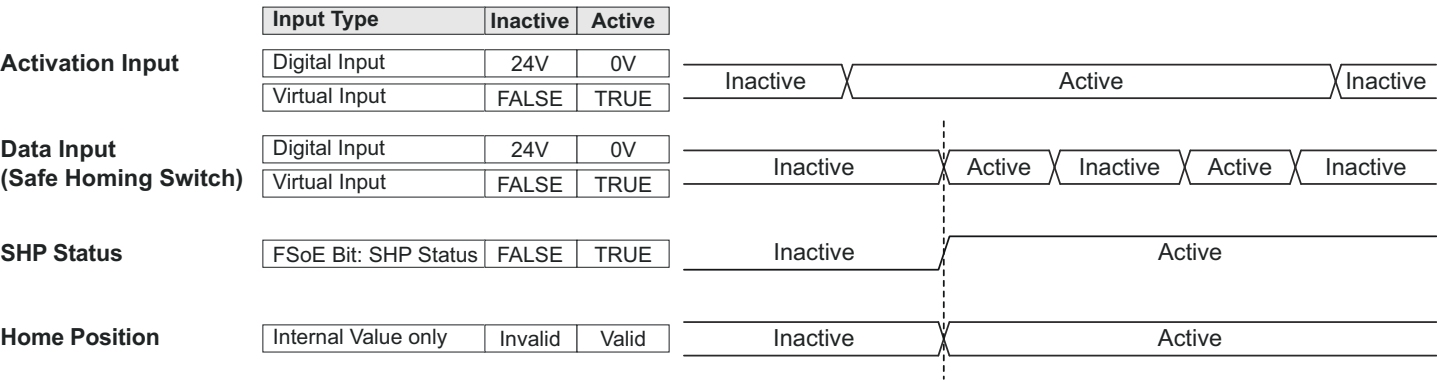 Input Type Inactive Active
Activation Input Digital Input 24V 0V
Virtual Input FALSE TRUE
Inactive Active Inactive
Data Input Digital Input 24V 0V
(Safe Homing Switch) Virtual Input FALSE TRUE
Inactive Active Inactive Active Inactive
SHP Status FSoE Bit: SHP Status FALSE TRUE Inactive Active
Home Position Internal Value only Invalid Valid Inactive Active